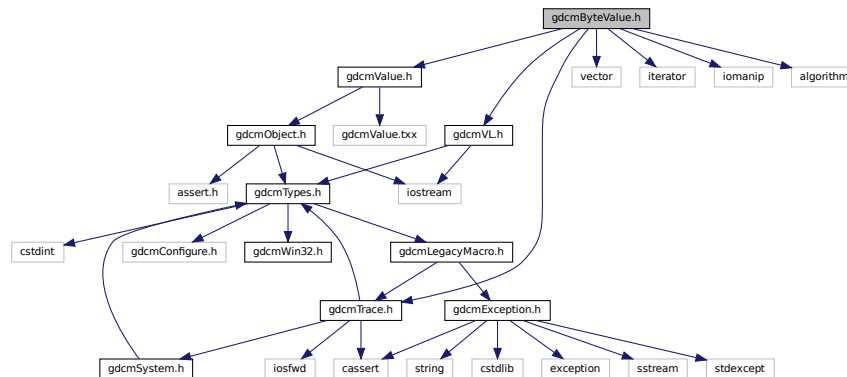 gdcmByteValue.h
gdcmValue.h
vector
iterator
iomanip
algorithm
gdcmObject.h
gdcmValue.txx
gdcmVL.h
assert.h
gdcmTypes.h
iostream
cstdint
gdcmConfigure.h
gdcmWin32.h
gdcmLegacyMacro.h
gdcmTrace.h
gdcmException.h
gdcmSystem.h
iosfwd
cassert
string
cstdlib
exception
sstream
stdexcept